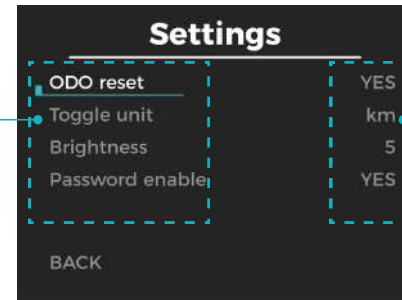 Settings
ODO reset YES
Toggle unit km
Brightness 5
Password enable YES
BACK